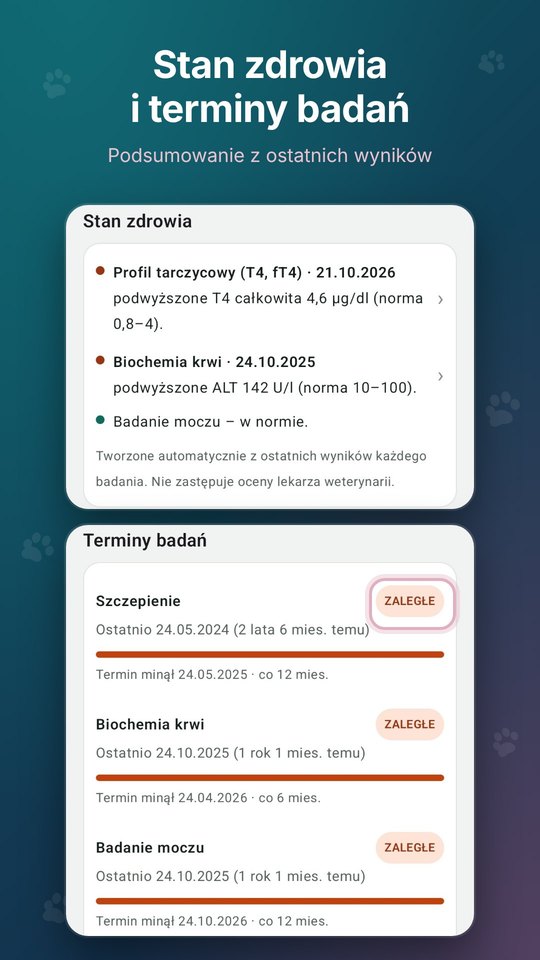 Stan zdrowia
i terminy badań
Podsumowanie z ostatnich wyników
Stan zdrowia
Profil tarczycowy (T4, fT4) · 21.10.2026
podwyższone T4 całkowita 4,6 µg/dl (norma
0,8–4).
Biochemia krwi · 24.10.2025
podwyższone ALT 142 U/l (norma 10–100).
Badanie moczu – w normie.
Tworzone automatycznie z ostatnich wyników każdego
badania. Nie zastępuje oceny lekarza weterynarii.
Terminy badań
Szczepienie
ZALEGŁE
Ostatnio 24.05.2024 (2 lata 6 mies. temu)
Termin minął 24.05.2025 · co 12 mies.
Biochemia krwi
ZALEGŁE
Ostatnio 24.10.2025 (1 rok 1 mies. temu)
Termin minął 24.04.2026 · co 6 mies.
Badanie moczu
ZALEGŁE
Ostatnio 24.10.2025 (1 rok 1 mies. temu)
Termin minął 24.10.2026 · co 12 mies.